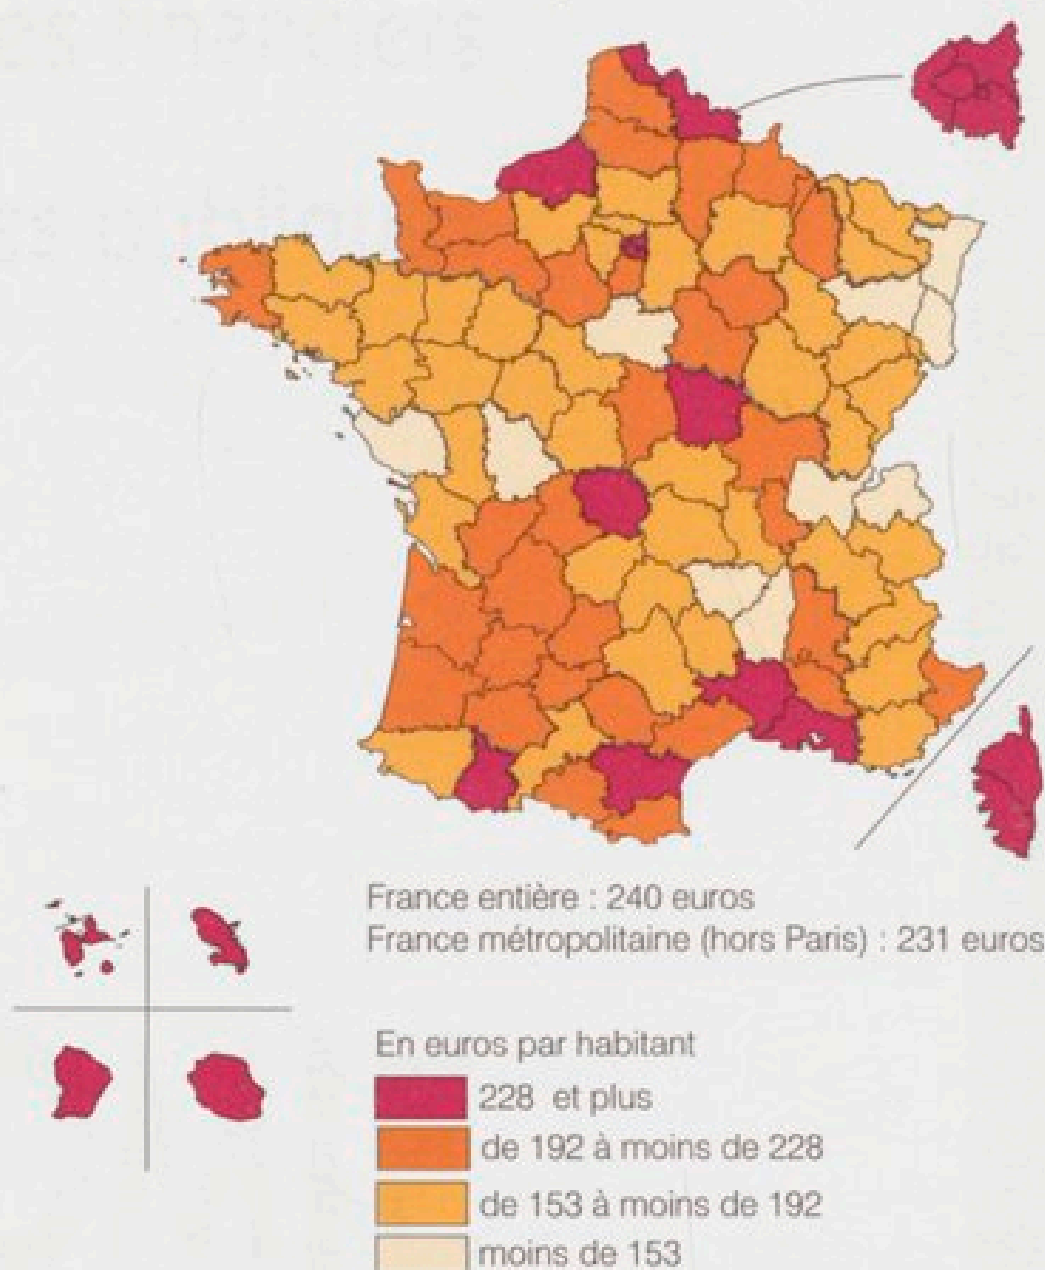 France entière : 240 euros
France métropolitaine (hors Paris) : 231 euros
En euros par habitant
228 et plus
de 192 à moins de 228
de 153 à moins de 192
moins de 153